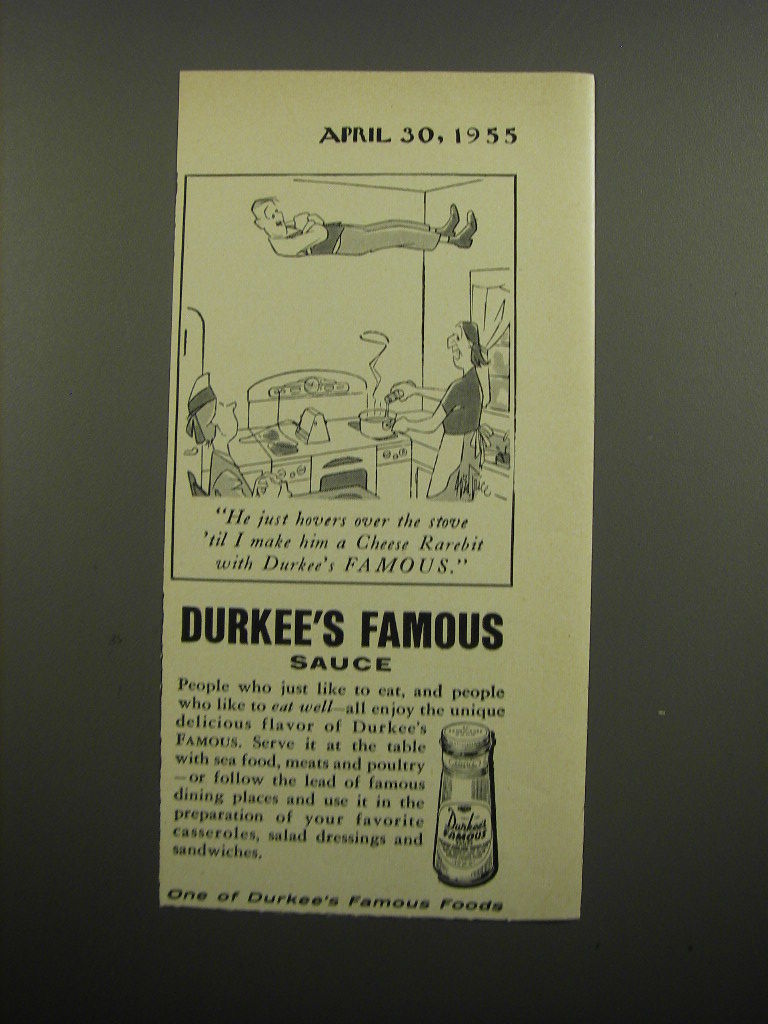 APRIL 30, 1955
"He just hovers over the stove
'til I make him a Cheese Rarebit
with Durkee's FAMOUS."
DURKEE'S FAMOUS
SAUCE
People who just like to eat, and people
who like to eat well—all enjoy the unique
delicious flavor of Durkee's
FAMOUS. Serve it at the table
with sea food, meats and poultry
—or follow the lead of famous
dining places and use it in the
preparation of your favorite
casseroles, salad dressings and
sandwiches.
Durkee's
FAMOUS
One of Durkee's Famous Foods